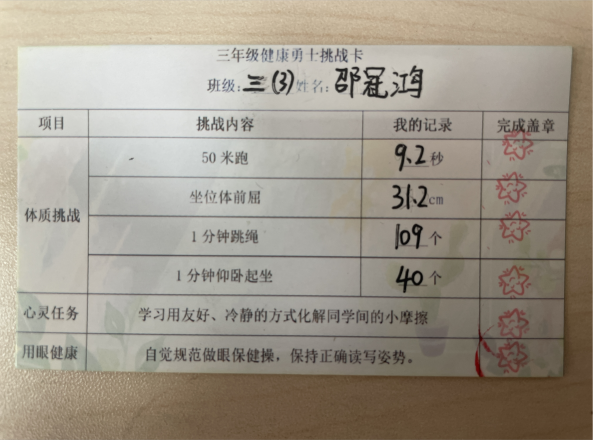 三年级健康勇士挑战卡
班级:三(3)姓名:邵冠鸿
项目 挑战内容 我的记录 完成盖章
体质挑战
50米跑 9.2秒
坐位体前屈 31.2cm
1分钟跳绳 109个
1分钟仰卧起坐 40个
心灵任务 学习用友好、冷静的方式化解同学间的小摩擦
用眼健康 自觉规范做眼保健操，保持正确读写姿势。